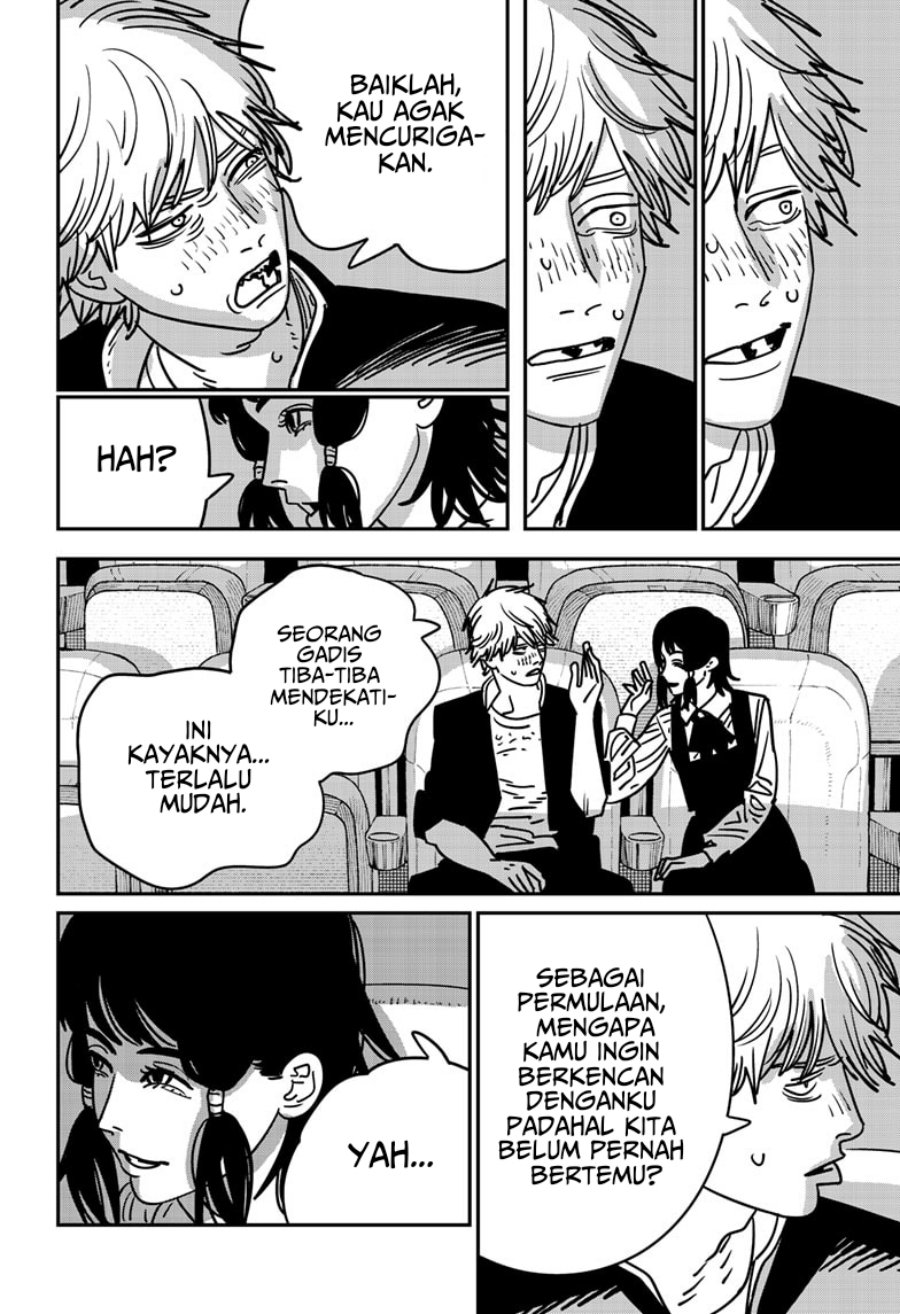 BAIKLAH,
KAU AGAK
MENCURIGA-
KAN.
HAH?
SEORANG
GADIS
TIBA-TIBA
MENDEKATI-
KU...
INI
KAYAKNYA...
TERLALU
MUDAH.
SEBAGAI
PERMULAAN,
MENGAPA
KAMU INGIN
BERKENCAN
DENGANKU
PADAHAL KITA
BELUM PERNAH
BERTEMU?
YAH...